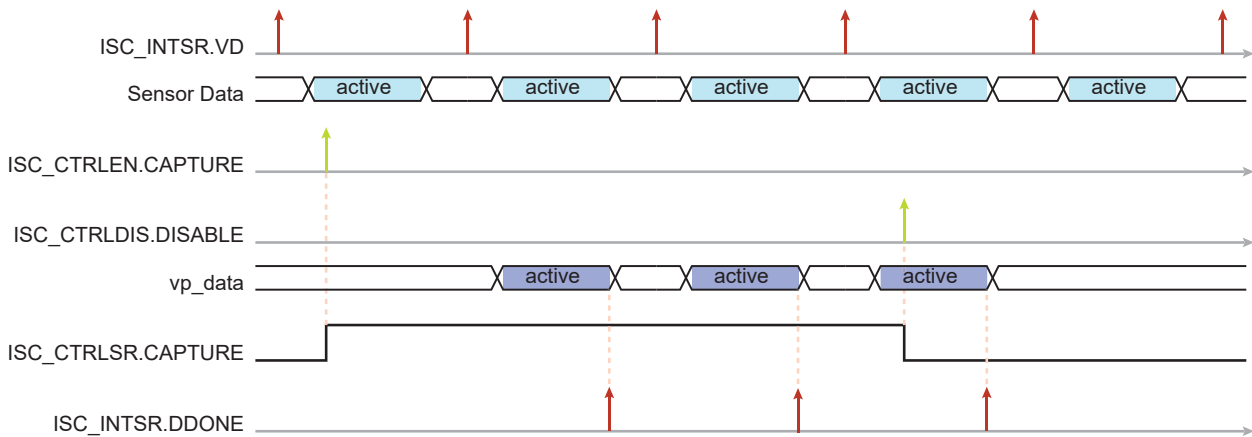 ISC_INTSR.VD
Sensor Data
active active active active active
ISC_CTRLEN.CAPTURE
ISC_CTRLDIS.DISABLE
vp_data
active active active
ISC_CTRLSR.CAPTURE
ISC_INTSR.DDONE